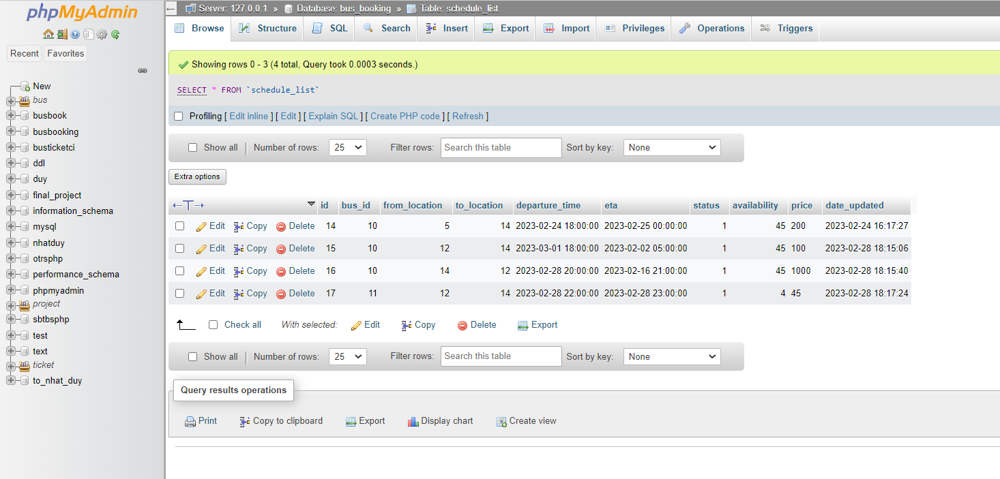 phpMyAdmin
Recent Favorites
New
bus
busbook
busbooking
busticketci
ddl
duy
final_project
information_schema
mysql
nhatduy
otrsphp
performance_schema
phpmyadmin
project
sbtbsphp
test
text
ticket
to_nhat_duy
Server: 127.0.0.1 » Database: bus_booking » Table: schedule_list
Browse Structure SQL Search Insert Export Import Privileges Operations Triggers
Showing rows 0 - 3 (4 total, Query took 0.0003 seconds.)
SELECT * FROM `schedule_list`
Profiling [ Edit inline ] [ Edit ] [ Explain SQL ] [ Create PHP code ] [ Refresh ]
Show all Number of rows: 25 Filter rows: Search this table Sort by key: None
Extra options
←T→ id bus_id from_location to_location departure_time eta status availability price date_updated
Edit Copy Delete 14 10 5 14 2023-02-24 18:00:00 2023-02-25 00:00:00 1 45 200 2023-02-24 16:17:27
Edit Copy Delete 15 10 12 14 2023-03-01 18:00:00 2023-02-02 05:00:00 1 45 100 2023-02-28 18:15:06
Edit Copy Delete 16 10 14 12 2023-02-28 20:00:00 2023-02-16 21:00:00 1 45 1000 2023-02-28 18:15:40
Edit Copy Delete 17 11 12 14 2023-02-28 22:00:00 2023-02-28 23:00:00 1 4 45 2023-02-28 18:17:24
Check all With selected: Edit Copy Delete Export
Show all Number of rows: 25 Filter rows: Search this table Sort by key: None
Query results operations
Print Copy to clipboard Export Display chart Create view